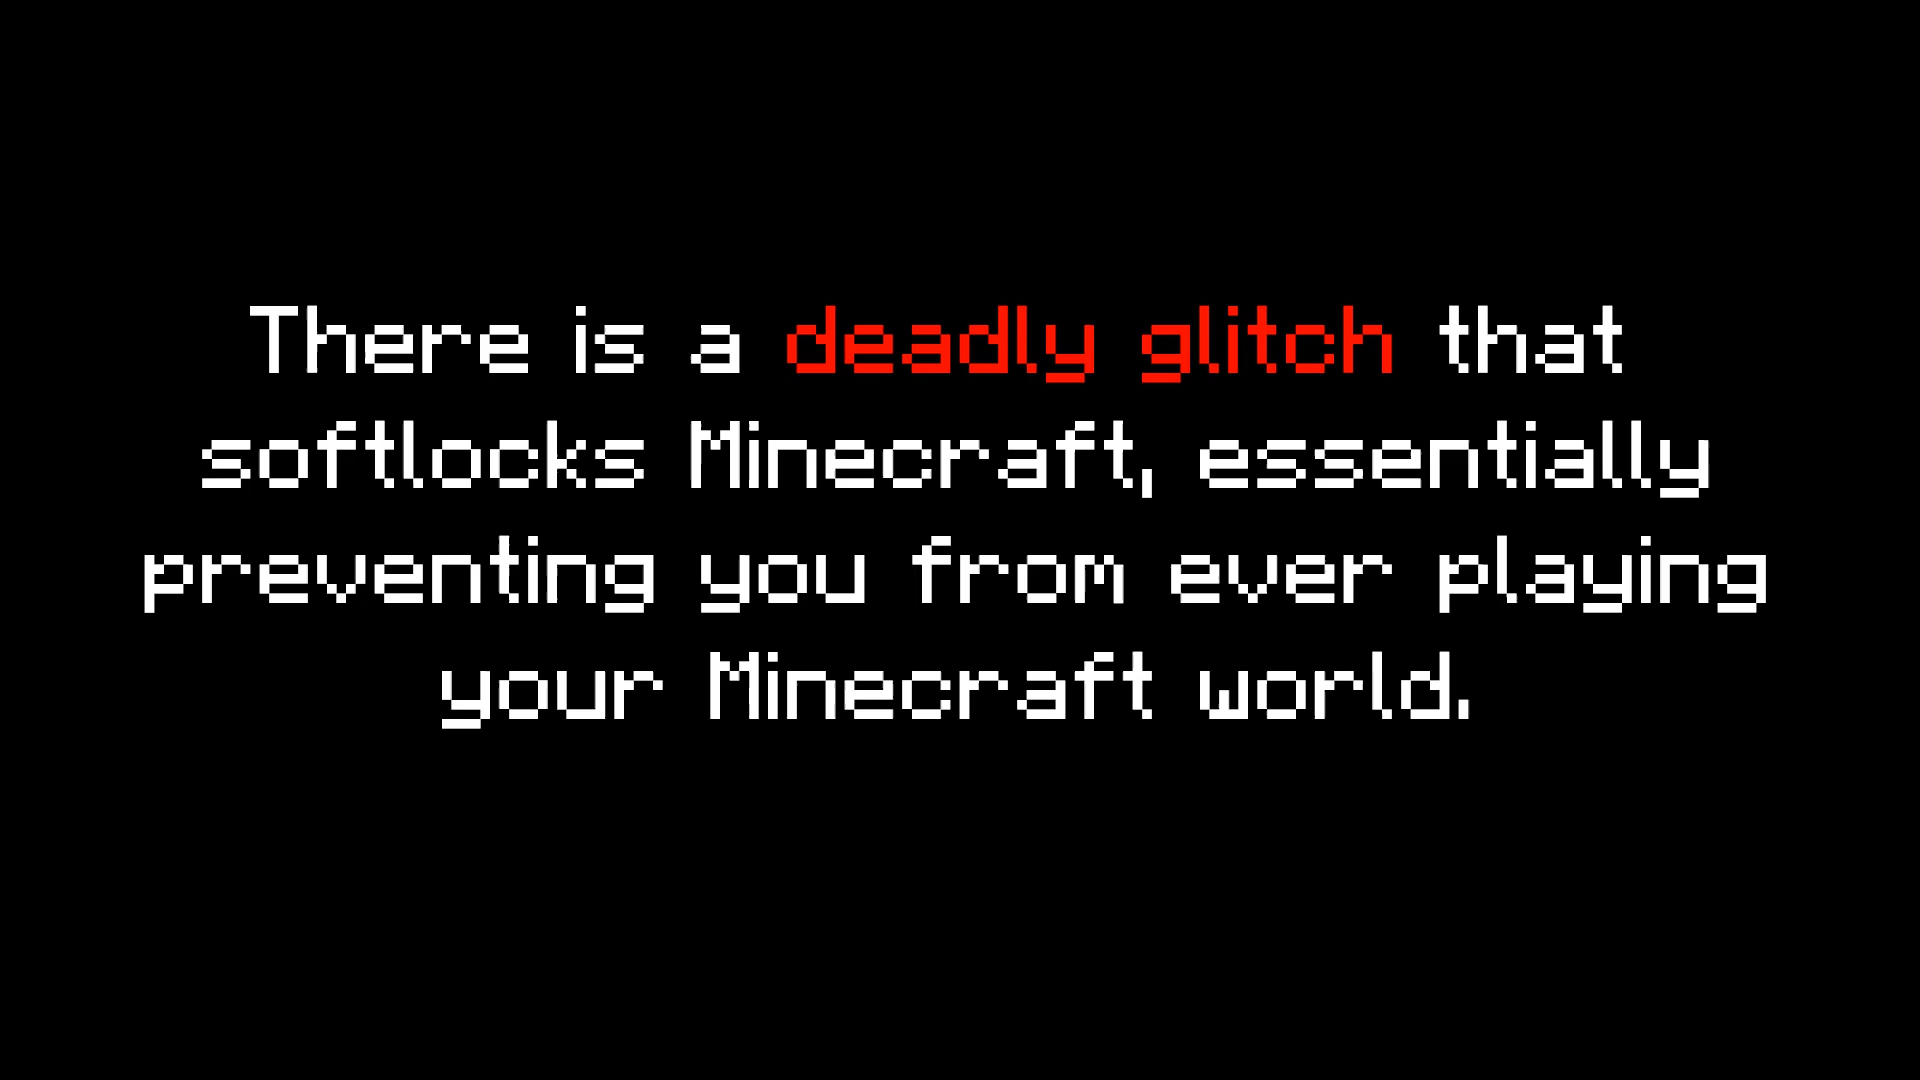 There is a deadly glitch that
softlocks Minecraft, essentially
preventing you from ever playing
your Minecraft world.